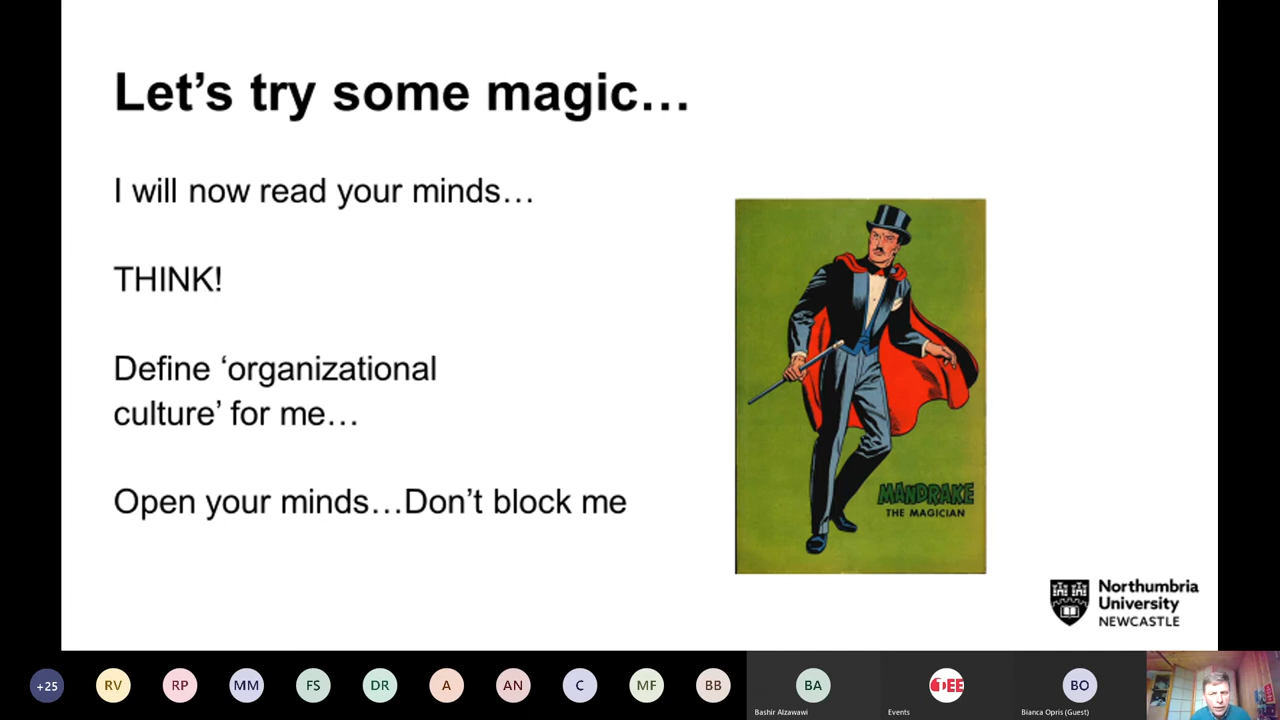 Let’s try some magic…
I will now read your minds…
THINK!
Define ‘organizational
culture’ for me…
Open your minds…Don’t block me
MANDRAKE
THE MAGICIAN
Northumbria
University
NEWCASTLE
+25
RV
RP
MM
FS
DR
A
AN
C
MF
BB
BA
Bashir Alzawawi
Events
BO
Bianca Opris (Guest)